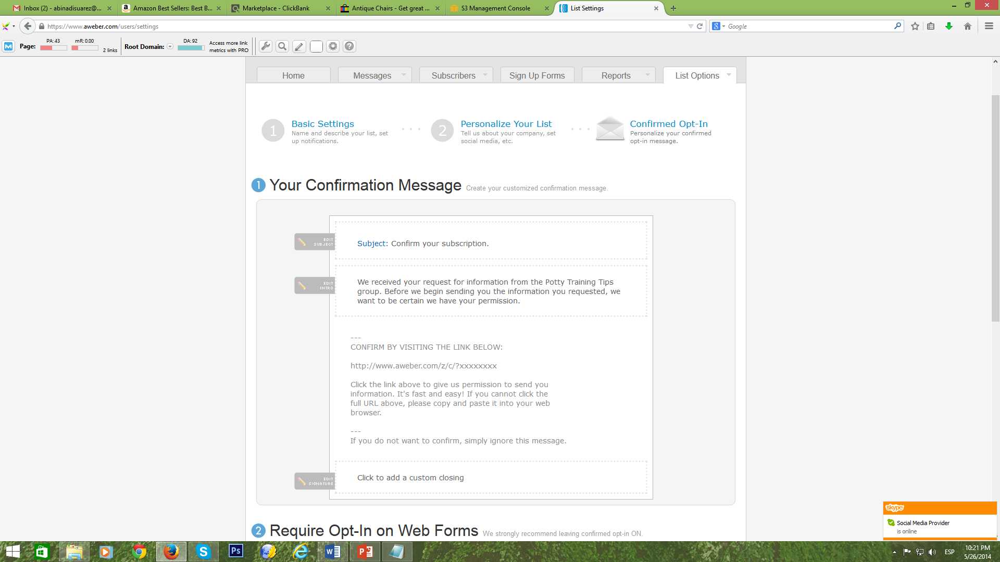 Inbox (2) - abinadisuarez@...
Amazon Best Sellers: Best B...
Marketplace - ClickBank
Antique Chairs - Get great ...
S3 Management Console
List Settings
https://www.aweber.com/users/settings
Google
Page:
PA: 43
mR: 0.00
2 links
Root Domain:
DA: 92
Access more link
metrics with PRO
Home
Messages
Subscribers
Sign Up Forms
Reports
List Options
1
Basic Settings
Name and describe your list, set
up notifications.
2
Personalize Your List
Tell us about your company, set
social media, etc.
Confirmed Opt-In
Personalize your confirmed
opt-in message.
1 Your Confirmation Message Create your customized confirmation message.
EDIT
SUBJECT
Subject: Confirm your subscription.
EDIT
INTRO
We received your request for information from the Potty Training Tips
group. Before we begin sending you the information you requested, we
want to be certain we have your permission.
---
CONFIRM BY VISITING THE LINK BELOW:
http://www.aweber.com/z/c/?xxxxxxxx
Click the link above to give us permission to send you
information. It's fast and easy! If you cannot click the
full URL above, please copy and paste it into your web
browser.
---
If you do not want to confirm, simply ignore this message.
EDIT
SIGNATURE
Click to add a custom closing
2 Require Opt-In on Web Forms We strongly recommend leaving confirmed opt-in ON.
skype
Social Media Provider
is online
Ps
ESP
10:21 PM
5/26/2014